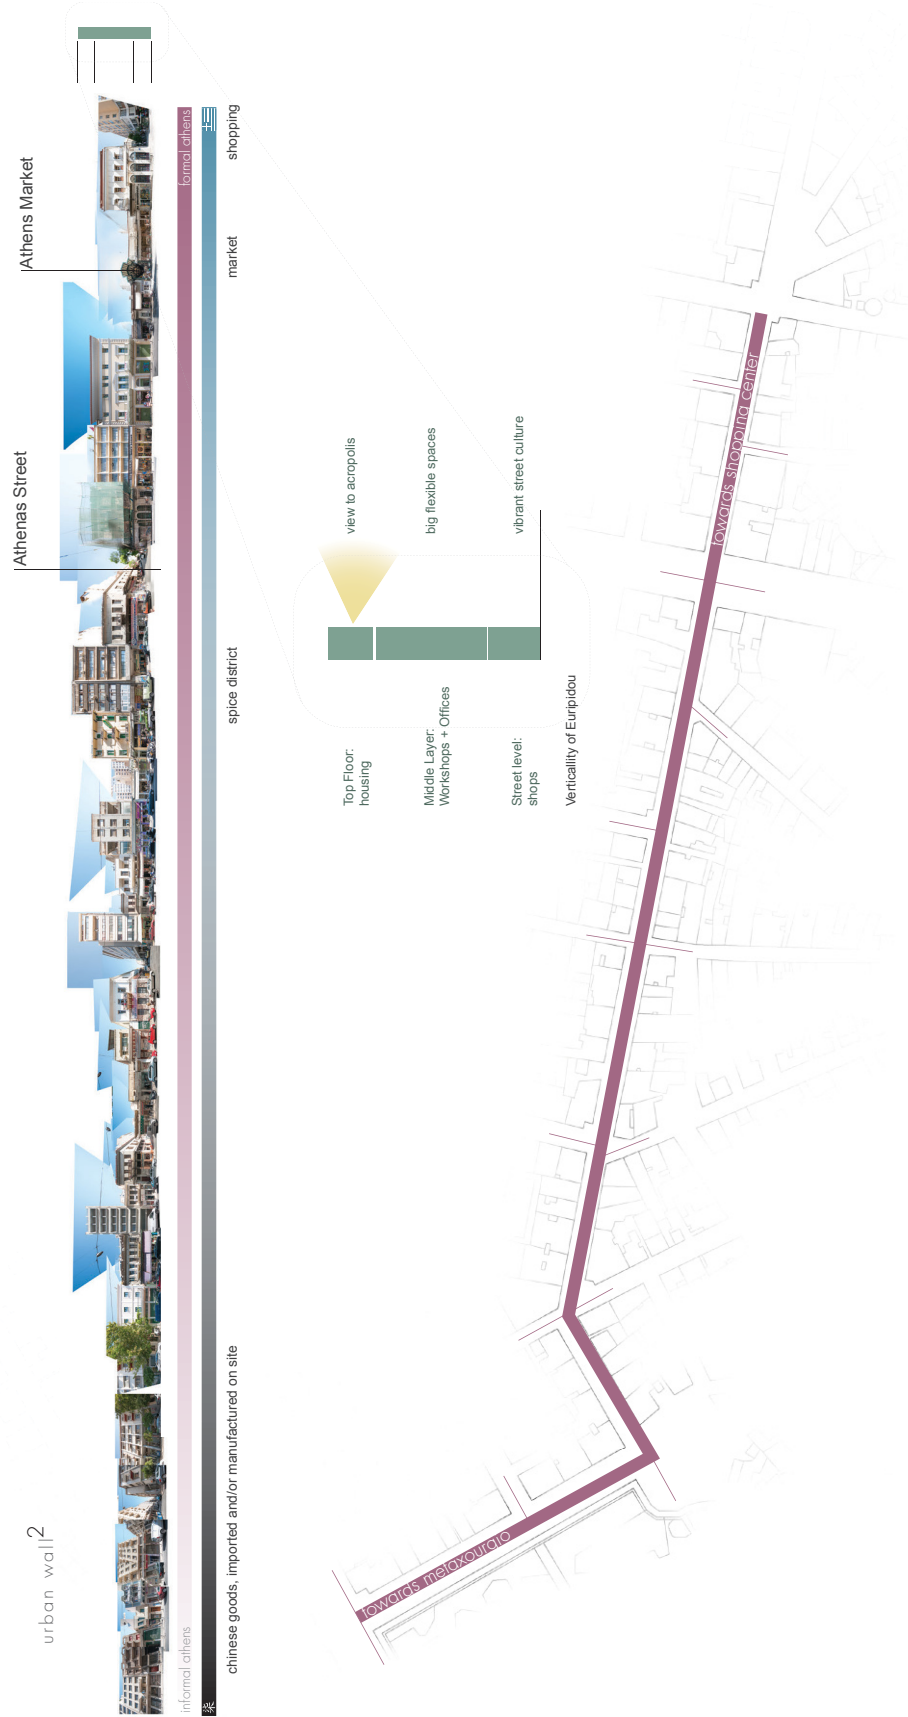 urban wall2
Athenas Street
Athens Market
informal athens
formal athens
chinese goods, imported and/or manufactured on site
spice district
market
shopping
Top Floor:
housing
view to acropolis
Middle Layer:
Workshops + Offices
big flexible spaces
Street level:
shops
vibrant street culture
Verticallity of Euripidou
towards metaxourgio
towards shopping center